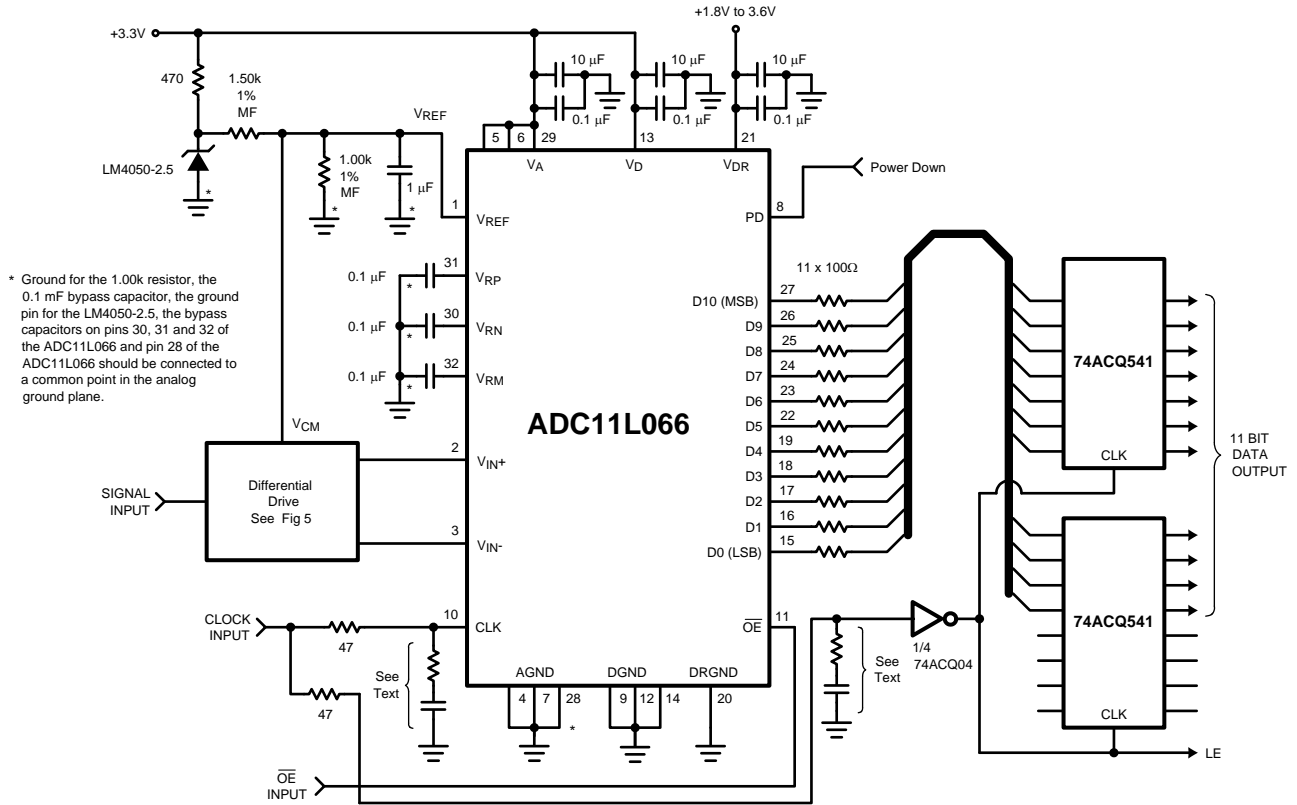 +3.3V
+1.8V to 3.6V
470
1.50k
1%
MF
VREF
LM4050-2.5
*
1.00k
1%
MF
*
1 µF
*
10 µF
0.1 µF
10 µF
0.1 µF
10 µF
0.1 µF
5
6
29
13
21
VA
VD
VDR
Power Down
8
PD
1
VREF
0.1 µF
*
31
VRP
0.1 µF
*
30
VRN
0.1 µF
*
32
VRM
* Ground for the 1.00k resistor, the
0.1 mF bypass capacitor, the ground
pin for the LM4050-2.5, the bypass
capacitors on pins 30, 31 and 32 of
the ADC11L066 and pin 28 of the
ADC11L066 should be connected to
a common point in the analog
ground plane.
ADC11L066
11 x 100Ω
D10 (MSB)
27
D9
26
D8
25
D7
24
D6
23
D5
22
D4
19
D3
18
D2
17
D1
16
D0 (LSB)
15
74ACQ541
CLK
11 BIT
DATA
OUTPUT
74ACQ541
CLK
LE
VCM
SIGNAL
INPUT
Differential
Drive
See Fig 5
2
VIN+
3
VIN-
CLOCK
INPUT
47
10
CLK
47
See
Text
AGND
4
7
28
*
DGND
9
12
14
DRGND
20
OE
11
See
Text
1/4
74ACQ04
OE
INPUT